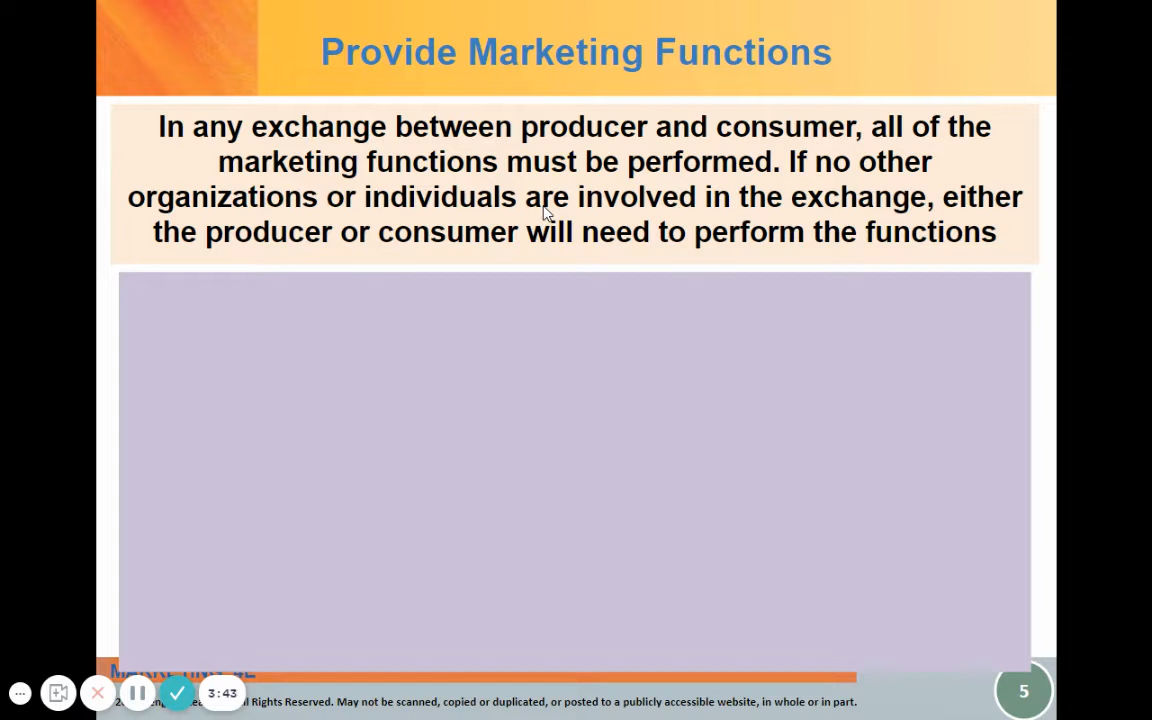 Provide Marketing Functions
In any exchange between producer and consumer, all of the
marketing functions must be performed. If no other
organizations or individuals are involved in the exchange, either
the producer or consumer will need to perform the functions
All Rights Reserved. May not be scanned, copied or duplicated, or posted to a publicly accessible website, in whole or in part.
5
3:43